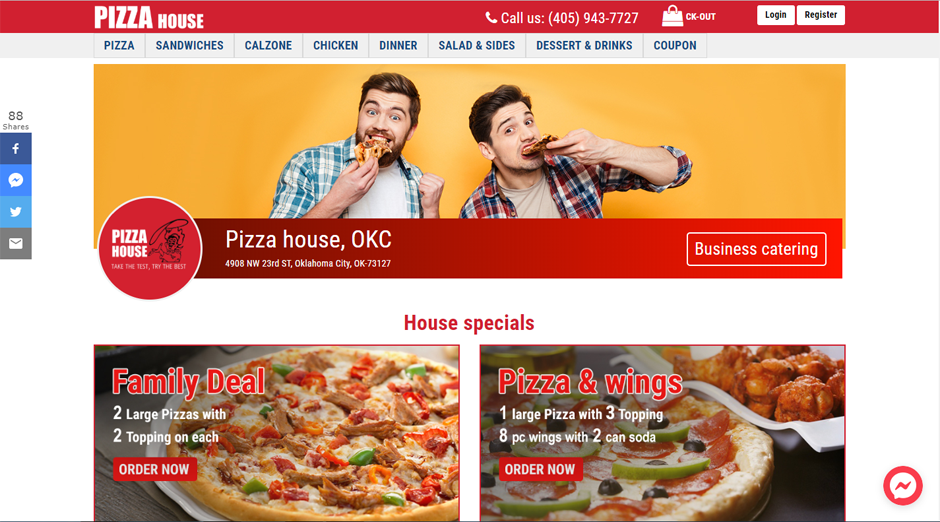 PIZZA HOUSE
Call us: (405) 943-7727
CK-OUT
Login
Register
PIZZA
SANDWICHES
CALZONE
CHICKEN
DINNER
SALAD & SIDES
DESSERT & DRINKS
COUPON
88
Shares
PIZZA
HOUSE
TAKE THE TEST, TRY THE BEST
Pizza house, OKC
4908 NW 23rd ST, Oklahoma City, OK-73127
Business catering
House specials
Family Deal
2 Large Pizzas with
2 Topping on each
ORDER NOW
Pizza & wings
1 large Pizza with 3 Topping
8 pc wings with 2 can soda
ORDER NOW